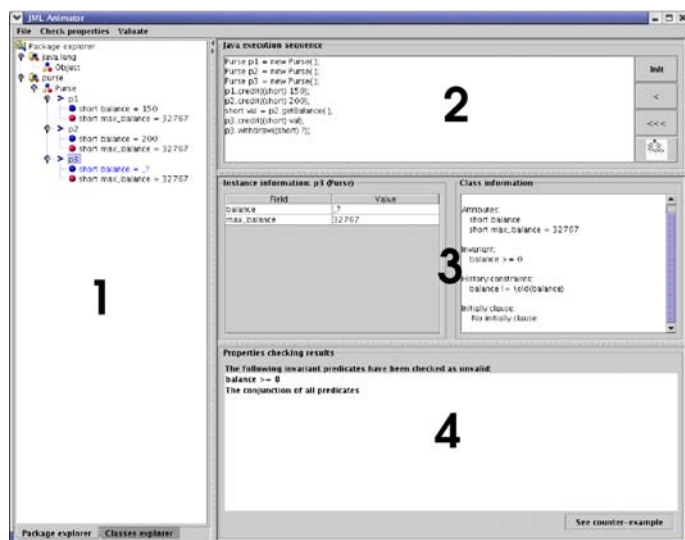 JML Animator
File Check properties Valuate
Package explorer
java.lang
Object
purse
Purse
p1
short balance = 150
short max_balance = 32767
p2
short balance = 200
short max_balance = 32767
p3
short balance = _?
short max_balance = 32767
1
Package explorer Classes explorer
Java execution sequence
Purse p1 = new Purse();
Purse p2 = new Purse();
Purse p3 = new Purse();
p1.credit((short) 150);
p2.credit((short) 200);
short val = p2.getBalance();
p3.credit((short) val);
p3.withdraw((short) ?);
2
Init
<
<<<
Instance information: p3 (Purse)
Field Value
balance _?
max_balance 32767
3
Class information
Attributes:
short balance
short max_balance = 32767
Invariant:
balance >= 0
History constraints:
balance != \old(balance)
Initially clause:
No initially clause
Properties checking results
The following invariant predicates have been checked as unvalid:
balance >= 0
The conjunction of all predicates
4
See counter-example